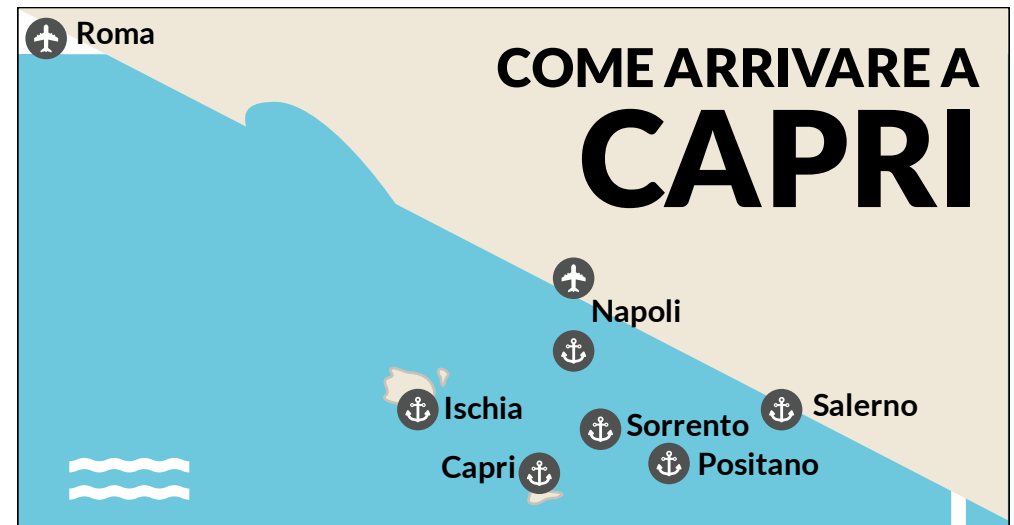 Roma
COME ARRIVARE A
CAPRI
Napoli
Ischia
Salerno
Sorrento
Capri
Positano